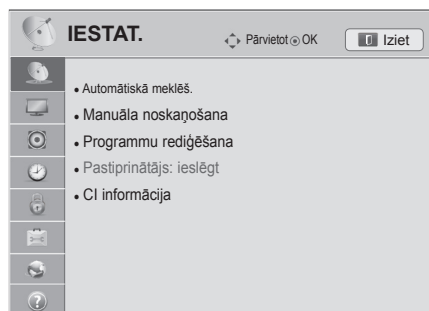 IESTAT.
Pārvietot OK
Iziet
• Automātiskā meklēš.
• Manuāla noskaņošana
• Programmu rediģēšana
• Pastiprinātājs: ieslēgt
• CI informācija